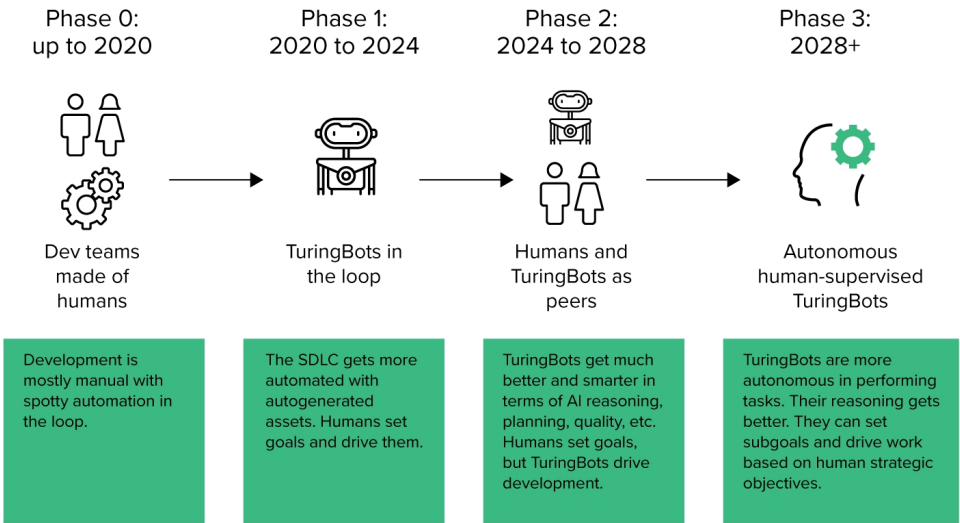 Phase 0:
up to 2020
Phase 1:
2020 to 2024
Phase 2:
2024 to 2028
Phase 3:
2028+
Dev teams
made of
humans
TuringBots in
the loop
Humans and
TuringBots as
peers
Autonomous
human-supervised
TuringBots
Development is
mostly manual with
spotty automation in
the loop.
The SDLC gets more
automated with
autogenerated
assets. Humans set
goals and drive them.
TuringBots get much
better and smarter in
terms of AI reasoning,
planning, quality, etc.
Humans set goals,
but TuringBots drive
development.
TuringBots are more
autonomous in performing
tasks. Their reasoning gets
better. They can set
subgoals and drive work
based on human strategic
objectives.